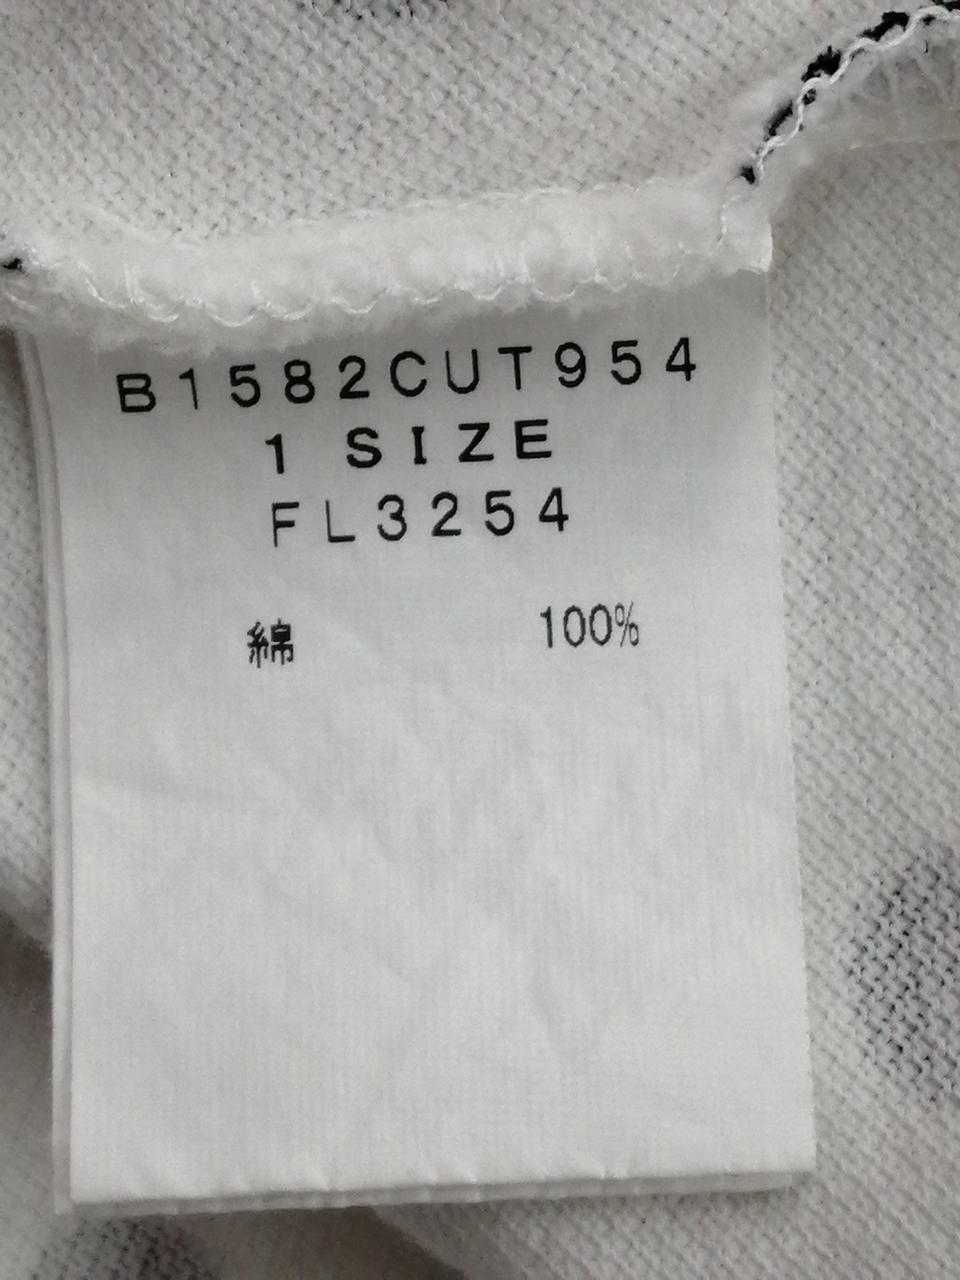 B1582CUT954
1 SIZE
FL3254
綿 100%